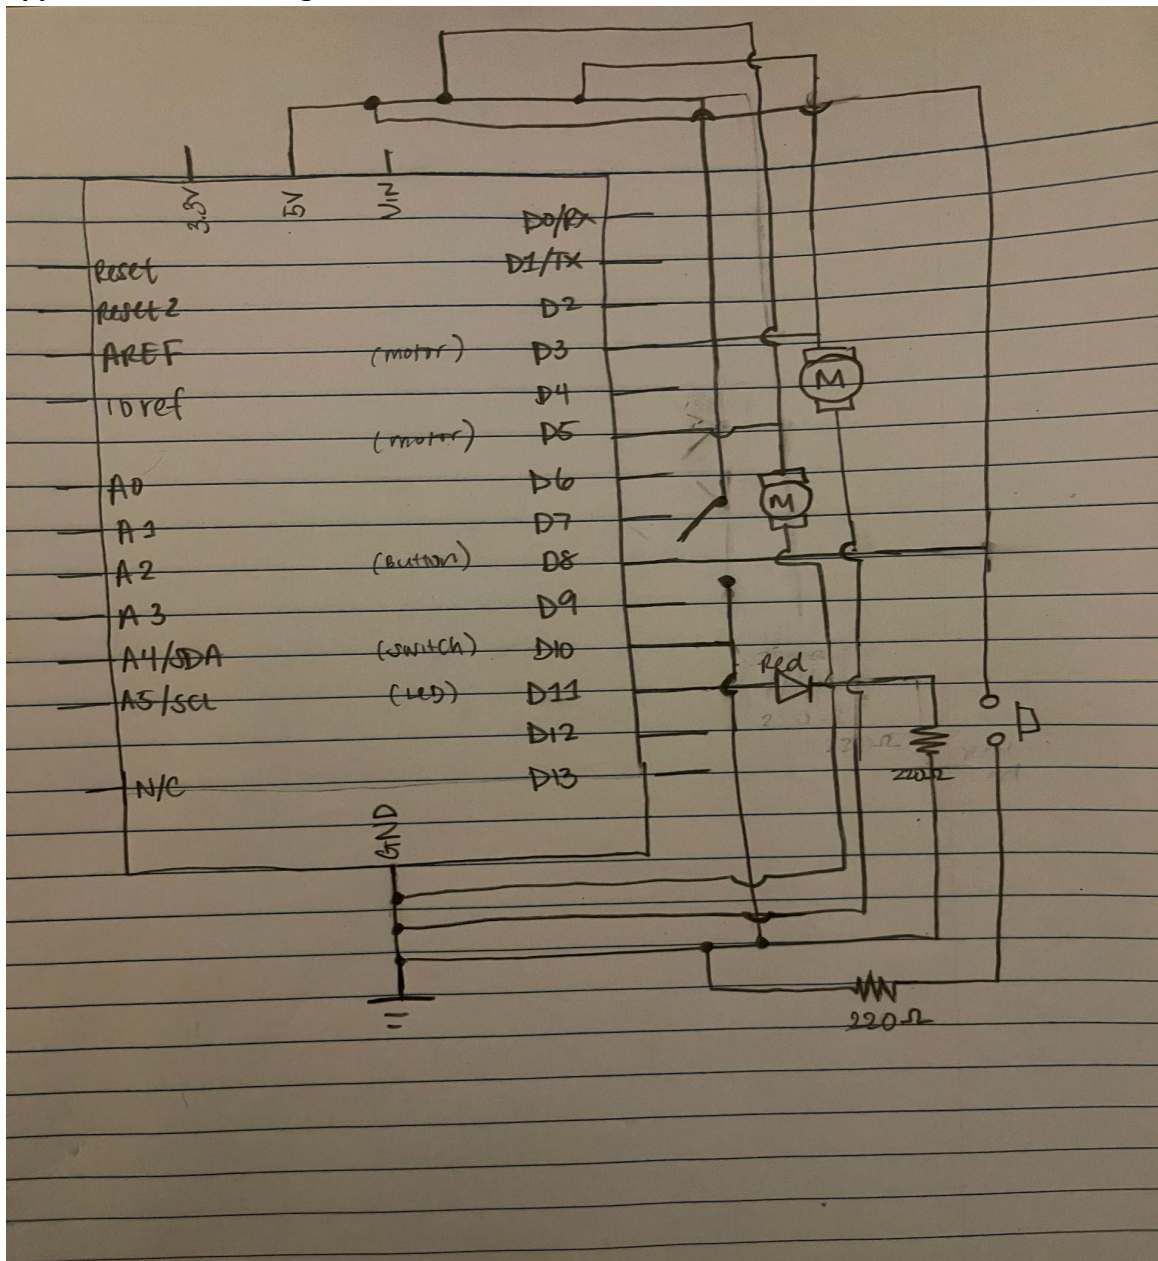 3.3V
5V
VIN
D0/RX
Reset
D1/TX
Reset 2
D2
AREF
(motor)
D3
M
ioref
D4
(motor)
D5
A0
D6
M
A1
D7
A2
(Button)
D8
A3
D9
A4/SDA
(switch)
D10
Red
A5/SCL
(LED)
D11
D12
220Ω
N/C
D13
GND
220Ω